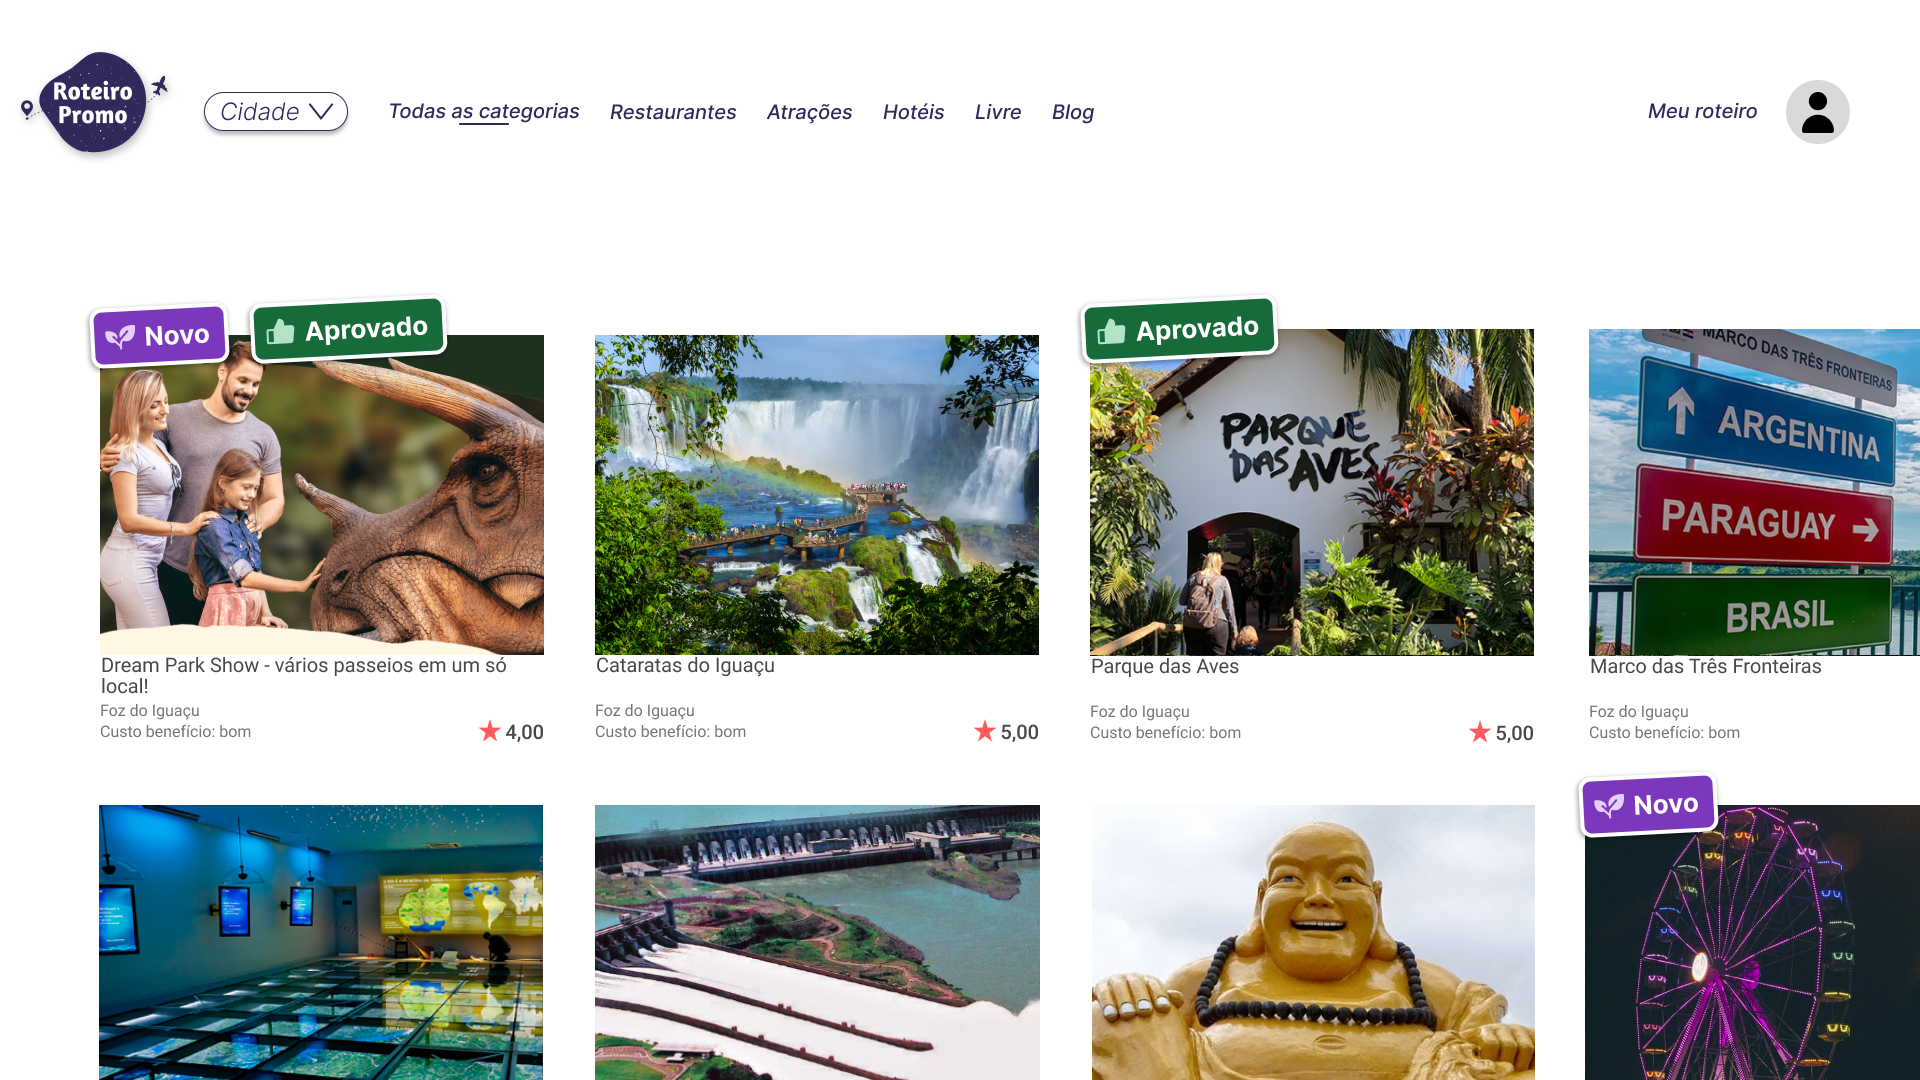 Roteiro
Promo
Cidade
Todas as categorias
Restaurantes
Atrações
Hotéis
Livre
Blog
Meu roteiro
Novo
Aprovado
Aprovado
PARQUE
DAS AVES
MARCO DAS TRÊS FRONTEIRAS
ARGENTINA
PARAGUAY
BRASIL
Dream Park Show - vários passeios em um só
local!
Foz do Iguaçu
Custo benefício: bom
4,00
Cataratas do Iguaçu
Foz do Iguaçu
Custo benefício: bom
5,00
Parque das Aves
Foz do Iguaçu
Custo benefício: bom
5,00
Marco das Três Fronteiras
Foz do Iguaçu
Custo benefício: bom
Novo